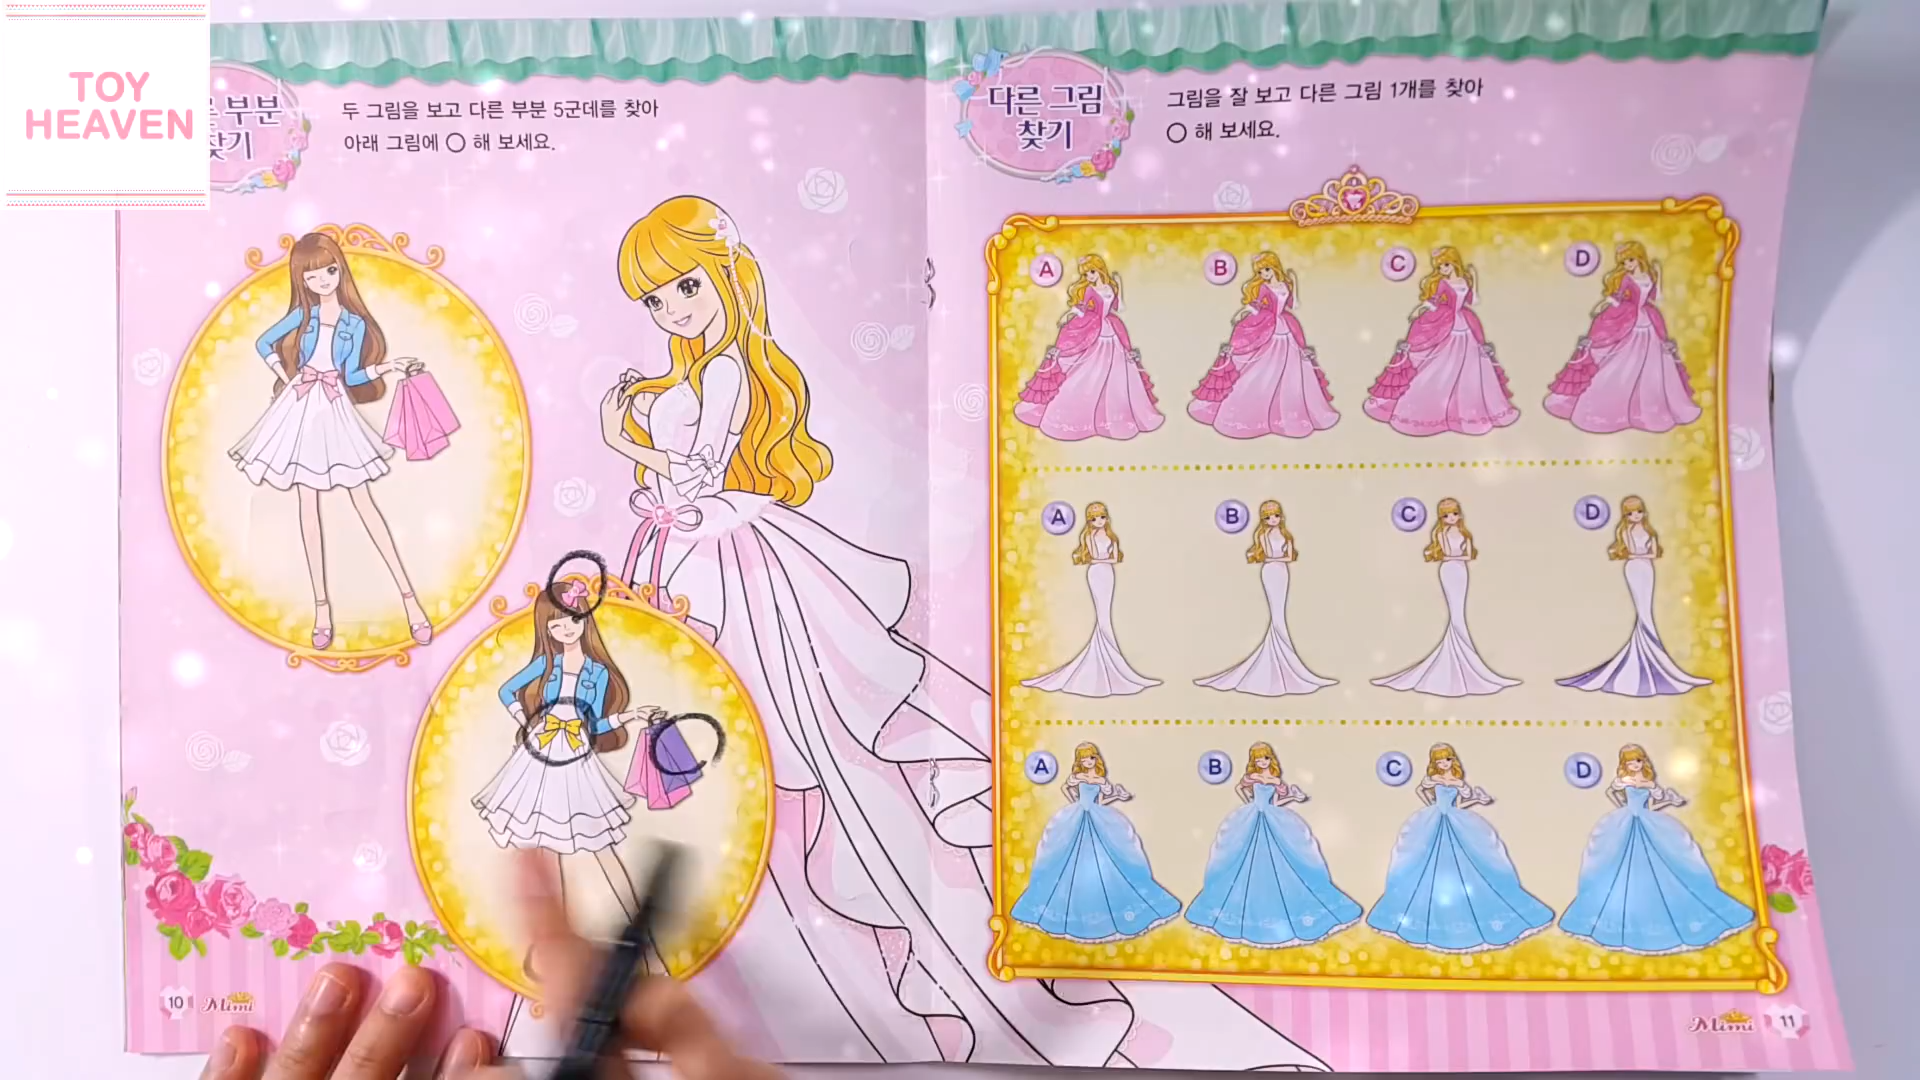 TOY
HEAVEN
부분
찾기
두 그림을 보고 다른 부분 5군데를 찾아
아래 그림에 ○ 해 보세요.
다른 그림
찾기
그림을 잘 보고 다른 그림 1개를 찾아
○ 해 보세요.
A B C D
A B C D
A B C D
10 Mimi
Mimi 11